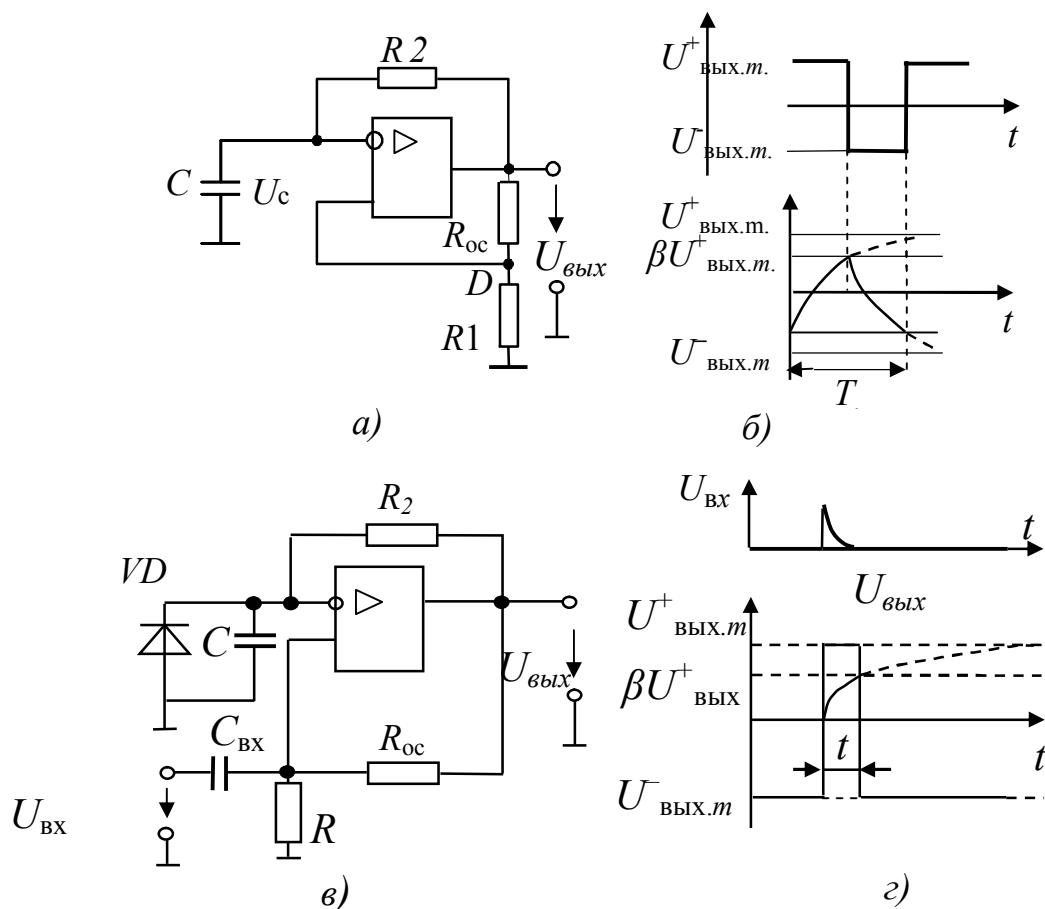 R 2
C
Uс
Rос
D
R1
Uвых
а)
U⁺вых.m.
t
U⁻вых.m.
U⁺вых.m.
βU⁺вых.m.
t
U⁻вых.m
T
б)
R₂
VD
C
Cвх
Rос
Uвых
Uвх
R
в)
Uвх
t
Uвых
U⁺вых.m
βU⁺вых
t
t
U⁻вых.m
г)